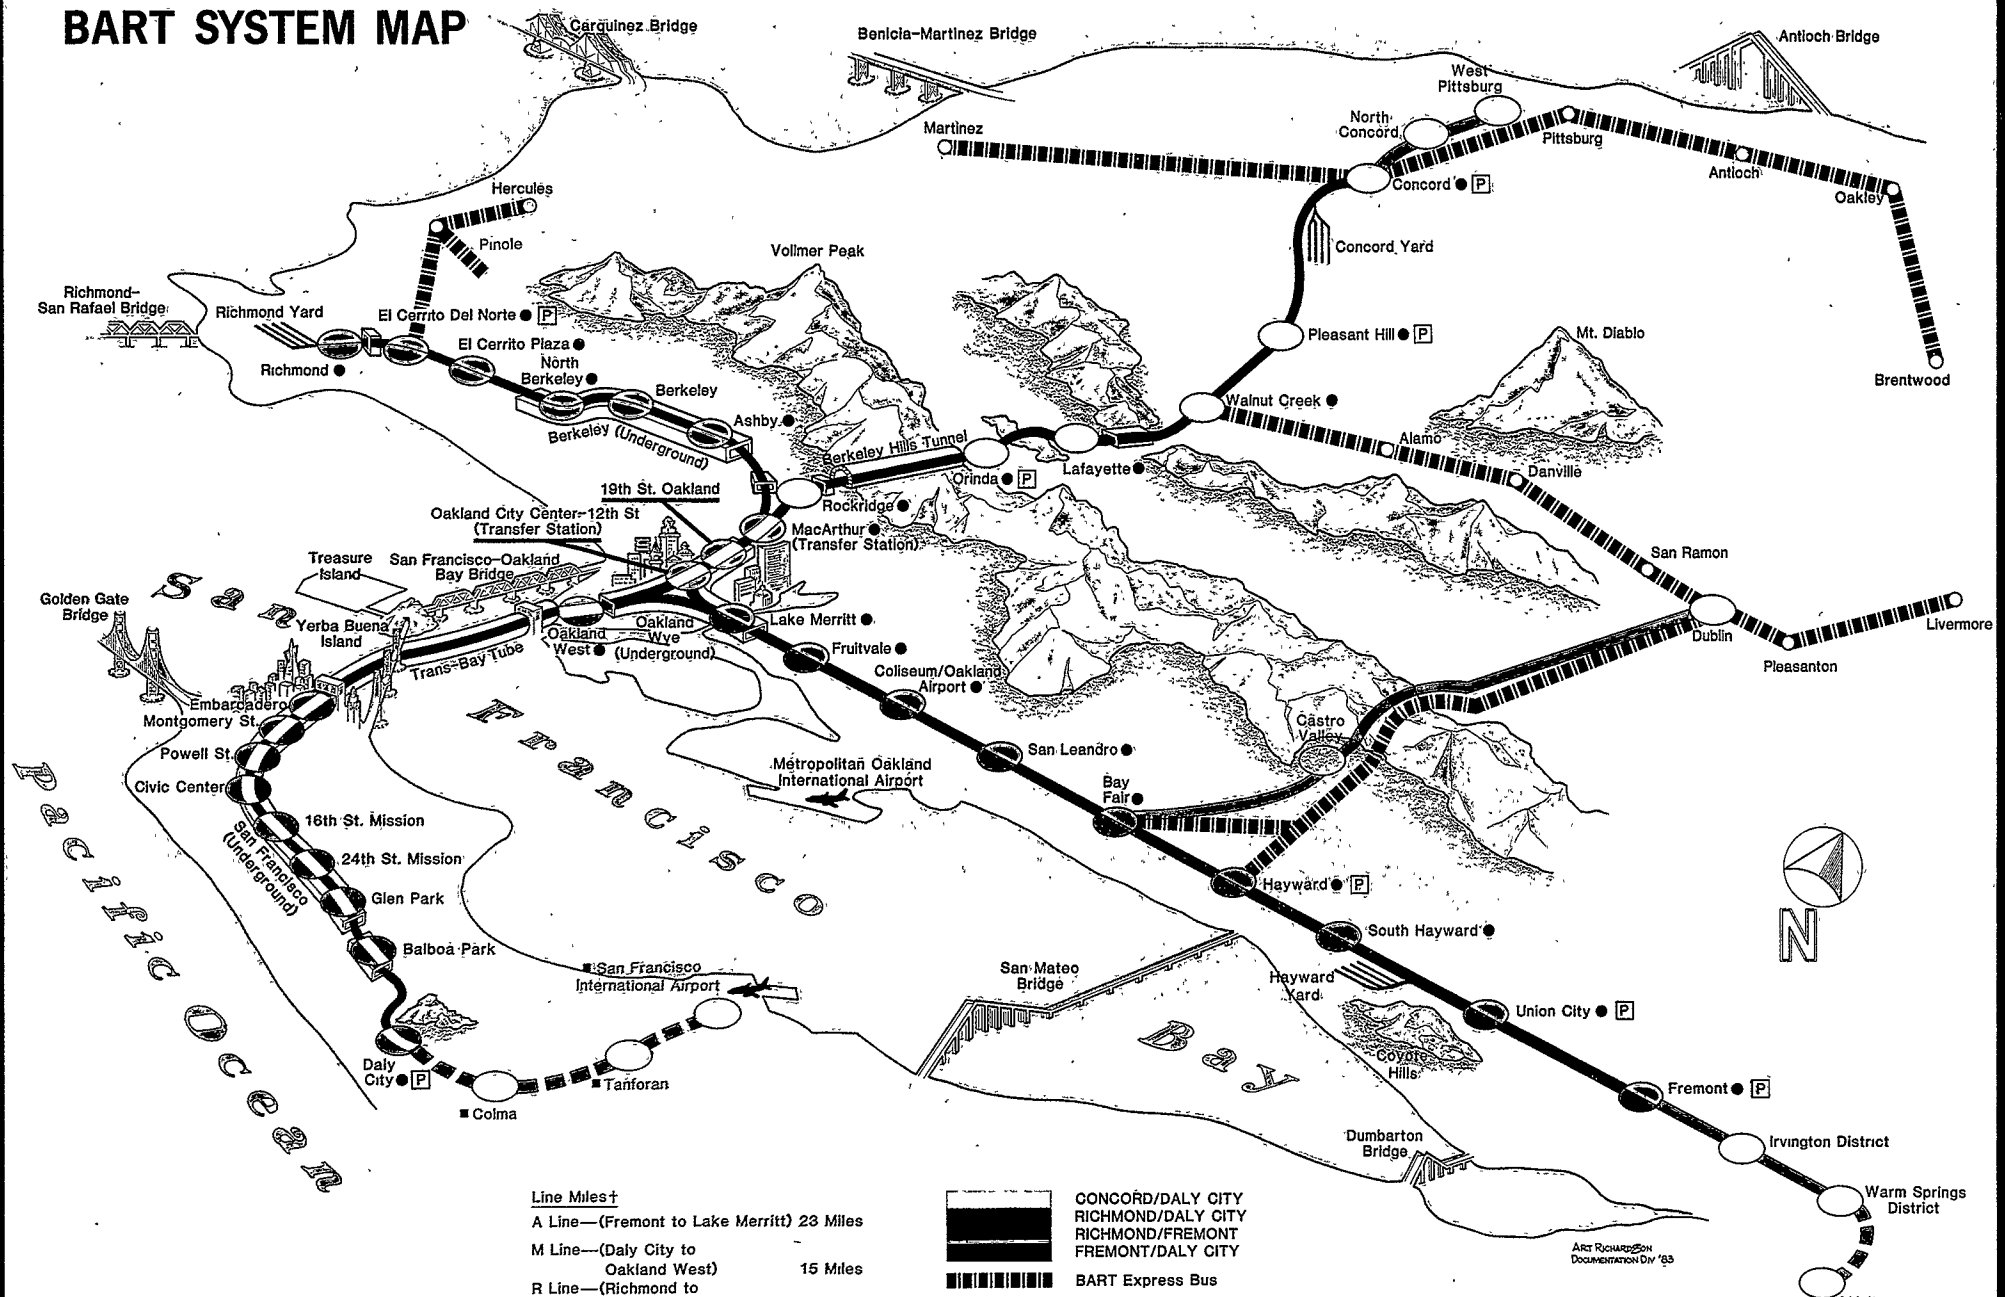 BART SYSTEM MAP
Carquinez Bridge
Benicia-Martinez Bridge
Antioch Bridge
West
Pittsburg
North
Concord
Martinez
Pittsburg
Antioch
Oakley
Concord P
Hercules
Pinole
Concord Yard
Vollmer Peak
Richmond-
San Rafael Bridge
Richmond Yard
El Cerrito Del Norte P
El Cerrito Plaza
Richmond
North
Berkeley
Berkeley
Ashby
Berkeley (Underground)
Pleasant Hill P
Mt. Diablo
Brentwood
Walnut Creek
Alamo
Danville
Berkeley Hills Tunnel
Orinda P
Lafayette
Rockridge
19th St. Oakland
Oakland City Center-12th St
(Transfer Station)
MacArthur
(Transfer Station)
San Ramon
Treasure
Island
San Francisco-Oakland
Bay Bridge
Golden Gate
Bridge
Yerba Buena
Island
Oakland
West
Oakland
Wye
(Underground)
Lake Merritt
Trans-Bay Tube
Fruitvale
Coliseum/Oakland
Airport
Dublin
Livermore
Pleasanton
Embarcadero
Montgomery St.
Powell St.
Civic Center
16th St. Mission
24th St. Mission
Glen Park
Balboa Park
San Francisco
(Underground)
San Leandro
Castro
Valley
Metropolitan Oakland
International Airport
Bay
Fair
Hayward P
South Hayward
San Francisco Bay
Pacific Ocean
N
San Francisco
International Airport
San Mateo
Bridge
Hayward
Yard
Union City P
Coyote
Hills
Daly
City P
Tanforan
Colma
Fremont P
Irvington District
Dumbarton
Bridge
Warm Springs
District
Line Miles†
A Line—(Fremont to Lake Merritt) 23 Miles
M Line—(Daly City to
Oakland West) 15 Miles
R Line—(Richmond to
CONCORD/DALY CITY
RICHMOND/DALY CITY
RICHMOND/FREMONT
FREMONT/DALY CITY
BART Express Bus
ART RICHARDSON
DOCUMENTATION DIV '83